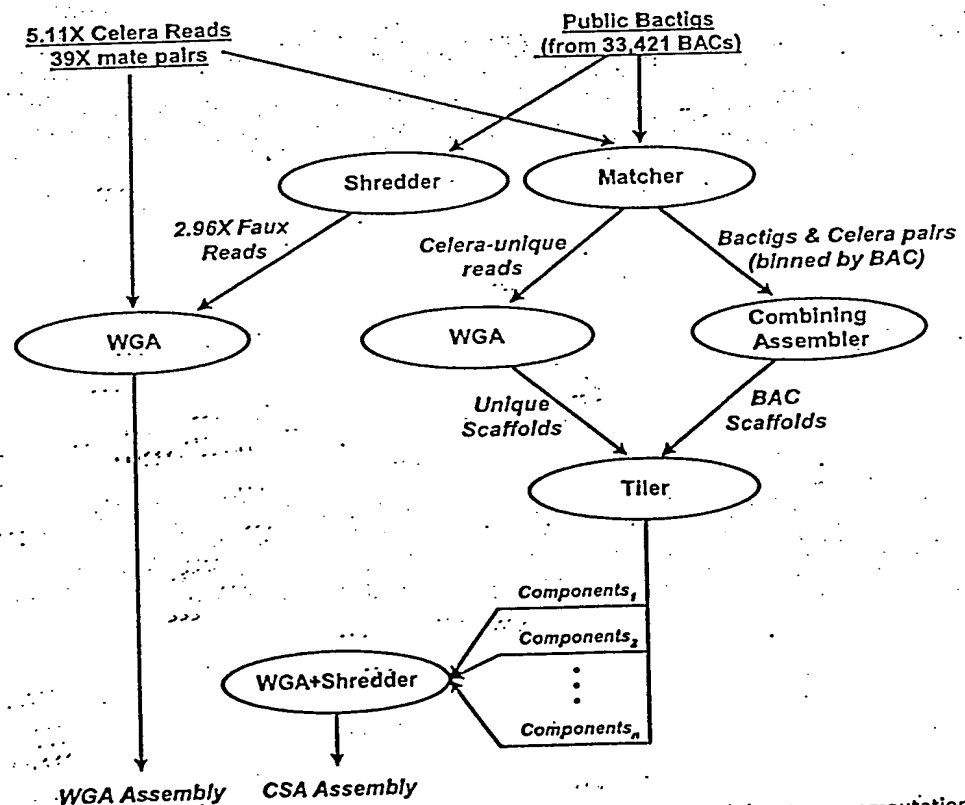 5.11X Celera Reads
39X mate pairs
Public Bactigs
(from 33,421 BACs)
Shredder
Matcher
2.96X Faux
Reads
Celera-unique
reads
Bactigs & Celera pairs
(binned by BAC)
WGA
WGA
Combining
Assembler
Unique
Scaffolds
BAC
Scaffolds
Tiler
Components1
Components2
WGA+Shredder
Componentsn
WGA Assembly
CSA Assembly